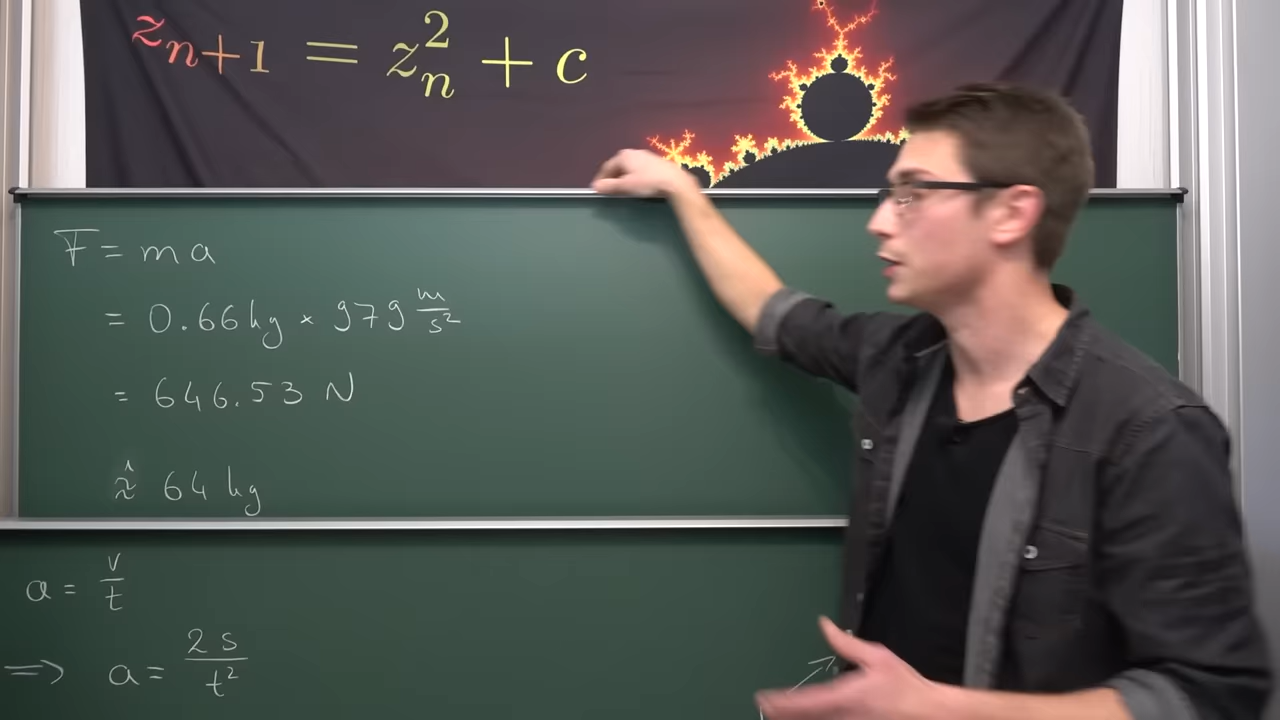 zₙ₊₁ = zₙ² + c
F = m a
= 0.66 kg × 979 m/s²
= 646.53 N
≙ 64 kg
a = v/t
⇒ a = 2 s/t²